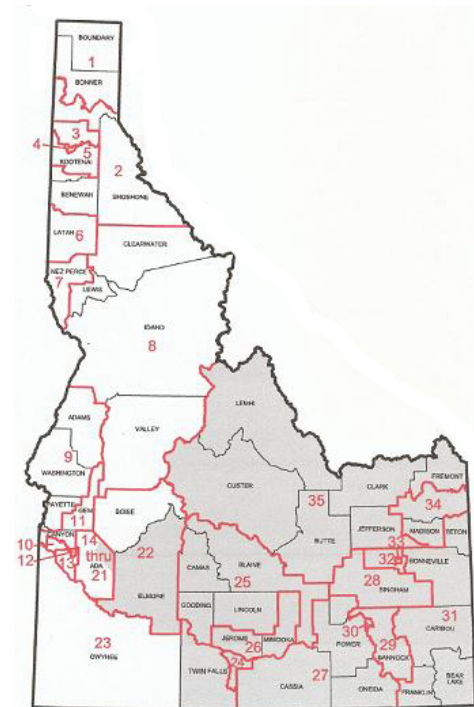 BOUNDARY
1
BONNER
3
4
5
KOOTENAI
2
BENEWAH
SHOSHONE
LATAH
6
CLEARWATER
NEZ PERCE
7
LEWIS
IDAHO
8
ADAMS
LEMHI
VALLEY
9
WASHINGTON
CUSTER
CLARK
FREMONT
35
34
PAYETTE
GEM
11
BOISE
BUTTE
JEFFERSON
MADISON
TETON
CANYON
10
14
22
33
12
thru
32
BONNEVILLE
13
ADA
21
CAMAS
BLAINE
28
ELMORE
25
BINGHAM
GOODING
LINCOLN
31
30
CARIBOU
23
JEROME
MINIDOKA
POWER
29
OWYHEE
26
BANNOCK
24
TWIN FALLS
27
BEAR
LAKE
CASSIA
ONEIDA
FRANKLIN